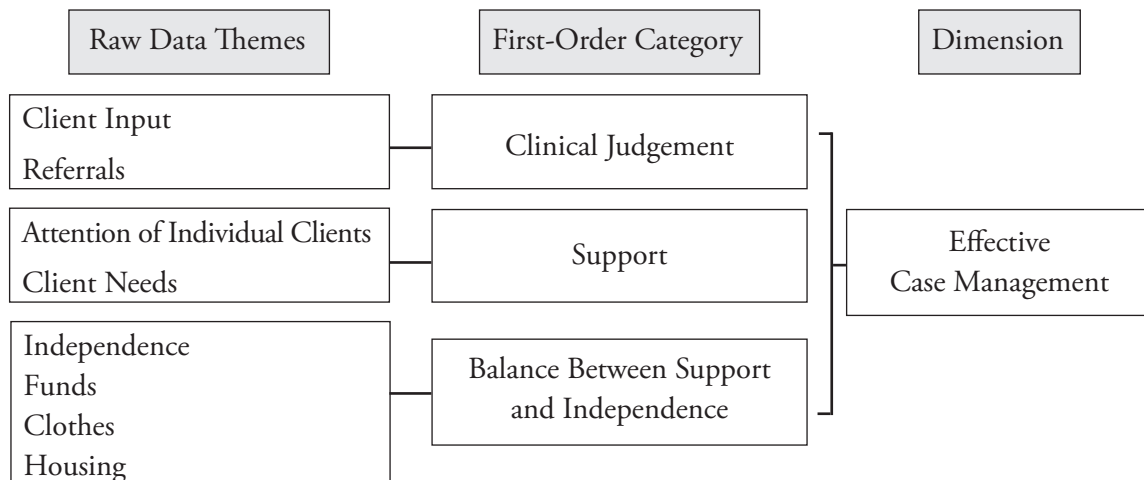 Raw Data Themes
First-Order Category
Dimension
Client Input
Referrals
Clinical Judgement
Attention of Individual Clients
Client Needs
Support
Independence
Funds
Clothes
Housing
Balance Between Support
and Independence
Effective
Case Management